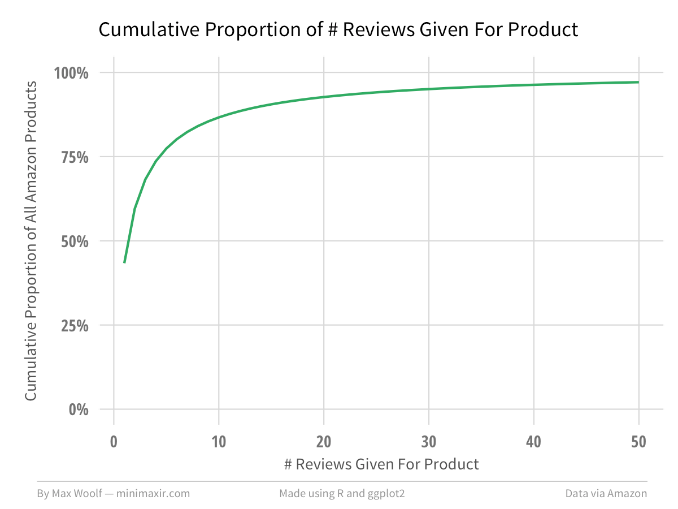 Cumulative Proportion of # Reviews Given For Product
Cumulative Proportion of All Amazon Products
100%
75%
50%
25%
0%
0 10 20 30 40 50
# Reviews Given For Product
By Max Woolf — minimaxir.com Made using R and ggplot2 Data via Amazon